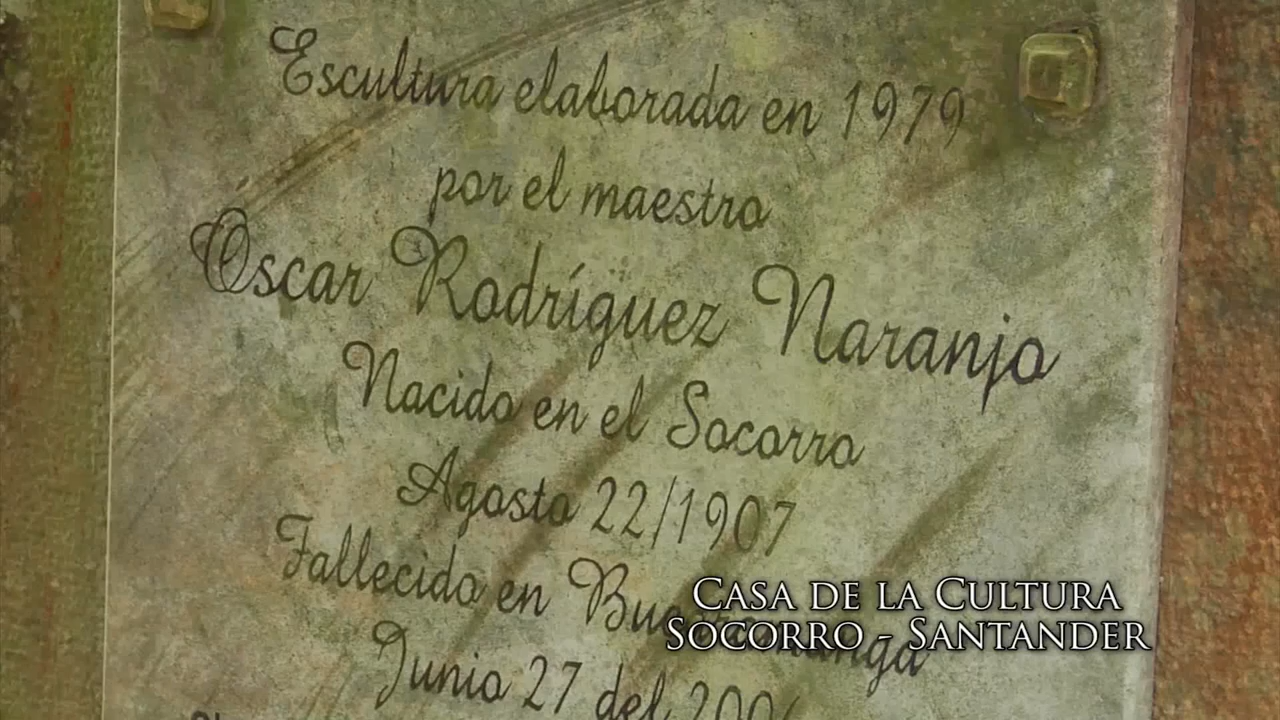 Escultura elaborada en 1979
por el maestro
Óscar Rodríguez Naranjo
Nacido en el Socorro
Agosto 22/1907
Fallecido en
Junio 27 del
CASA DE LA CULTURA
SOCORRO - SANTANDER